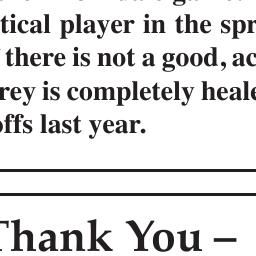 tical player in the spr
there is not a good, ac
rey is completely heale
offs last year.
Thank You –